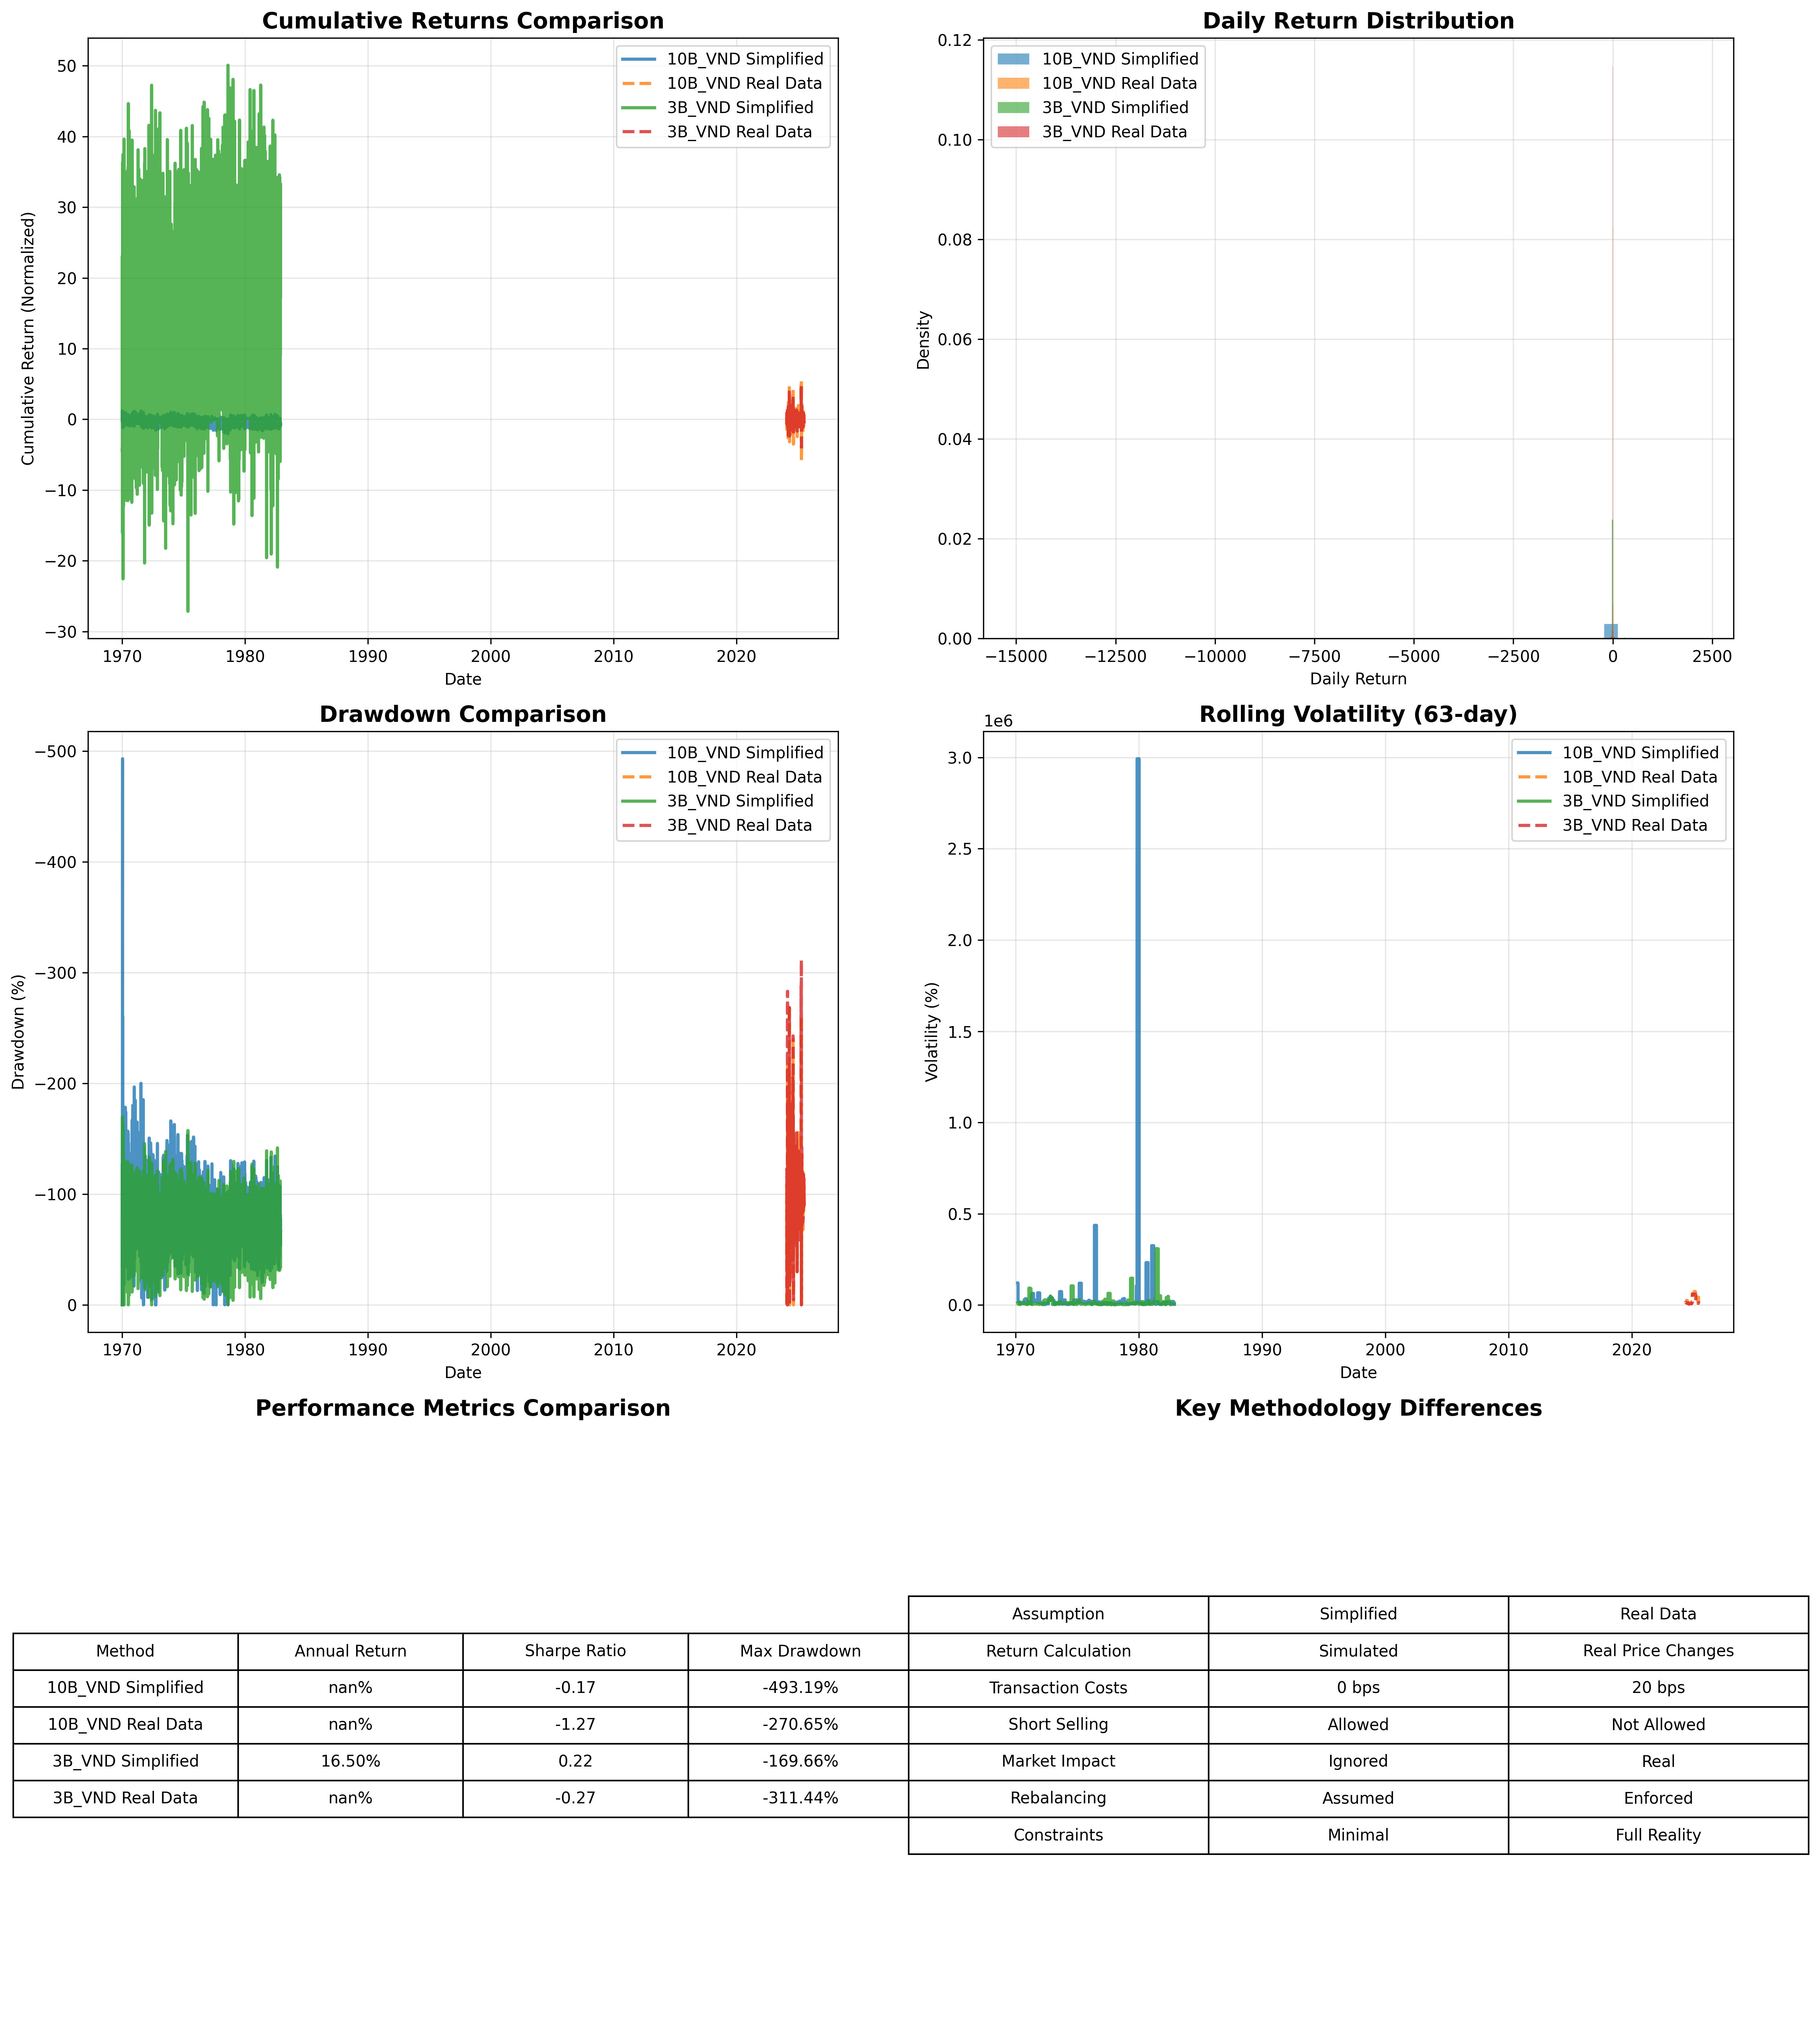 Cumulative Returns Comparison
50
40
30
20
10
0
−10
−20
−30
Cumulative Return (Normalized)
1970
1980
1990
2000
2010
2020
Date
10B_VND Simplified
10B_VND Real Data
3B_VND Simplified
3B_VND Real Data
Daily Return Distribution
0.12
0.10
0.08
0.06
0.04
0.02
0.00
Density
−15000
−12500
−10000
−7500
−5000
−2500
0
2500
Daily Return
10B_VND Simplified
10B_VND Real Data
3B_VND Simplified
3B_VND Real Data
Drawdown Comparison
−500
−400
−300
−200
−100
0
Drawdown (%)
1970
1980
1990
2000
2010
2020
Date
10B_VND Simplified
10B_VND Real Data
3B_VND Simplified
3B_VND Real Data
Rolling Volatility (63-day)
1e6
3.0
2.5
2.0
1.5
1.0
0.5
0.0
Volatility (%)
1970
1980
1990
2000
2010
2020
Date
10B_VND Simplified
10B_VND Real Data
3B_VND Simplified
3B_VND Real Data
Performance Metrics Comparison
Method Annual Return Sharpe Ratio Max Drawdown
10B_VND Simplified nan% -0.17 -493.19%
10B_VND Real Data nan% -1.27 -270.65%
3B_VND Simplified 16.50% 0.22 -169.66%
3B_VND Real Data nan% -0.27 -311.44%
Key Methodology Differences
Assumption Simplified Real Data
Return Calculation Simulated Real Price Changes
Transaction Costs 0 bps 20 bps
Short Selling Allowed Not Allowed
Market Impact Ignored Real
Rebalancing Assumed Enforced
Constraints Minimal Full Reality